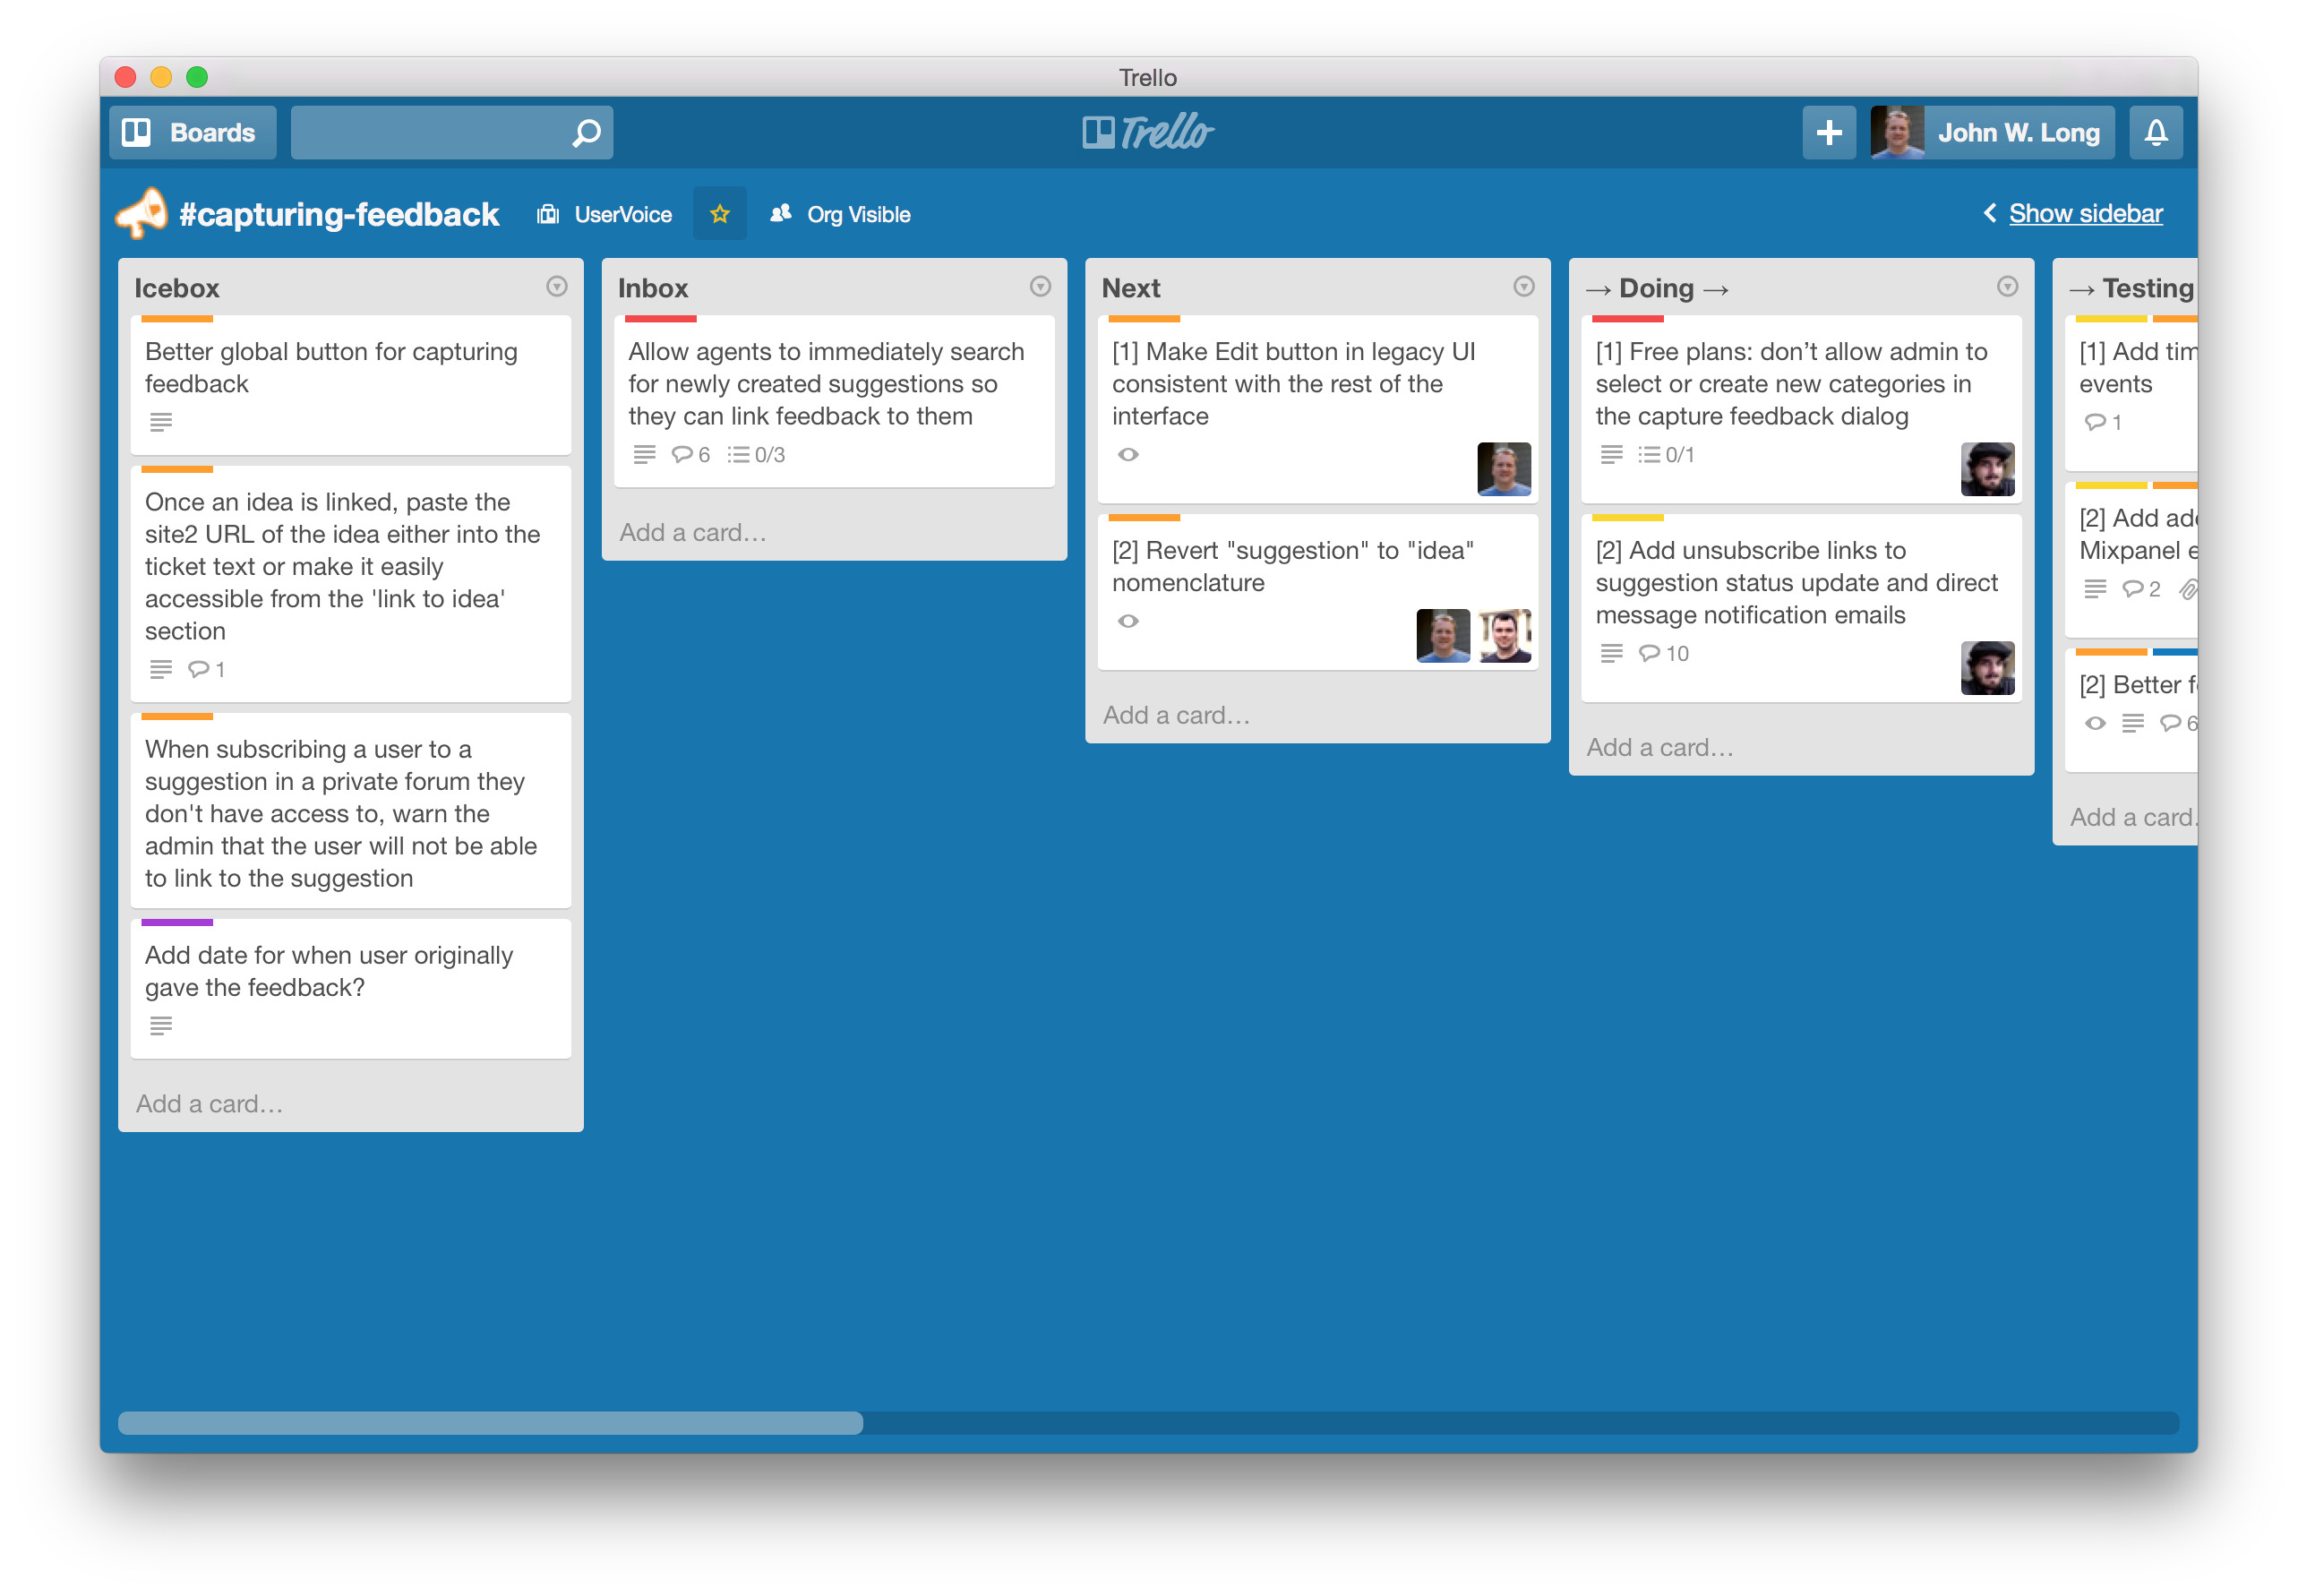 Trello
Boards
Trello
John W. Long
#capturing-feedback
UserVoice
Org Visible
Show sidebar
Icebox
Better global button for capturing
feedback
Once an idea is linked, paste the
site2 URL of the idea either into the
ticket text or make it easily
accessible from the 'link to idea'
section
1
When subscribing a user to a
suggestion in a private forum they
don't have access to, warn the
admin that the user will not be able
to link to the suggestion
Add date for when user originally
gave the feedback?
Add a card…
Inbox
Allow agents to immediately search
for newly created suggestions so
they can link feedback to them
6 0/3
Add a card…
Next
[1] Make Edit button in legacy UI
consistent with the rest of the
interface
[2] Revert "suggestion" to "idea"
nomenclature
Add a card…
→ Doing →
[1] Free plans: don’t allow admin to
select or create new categories in
the capture feedback dialog
0/1
[2] Add unsubscribe links to
suggestion status update and direct
message notification emails
10
Add a card…
→ Testing
[1] Add
events
1
[2] Add
Mixpanel
2
[2] Better
6
Add a card